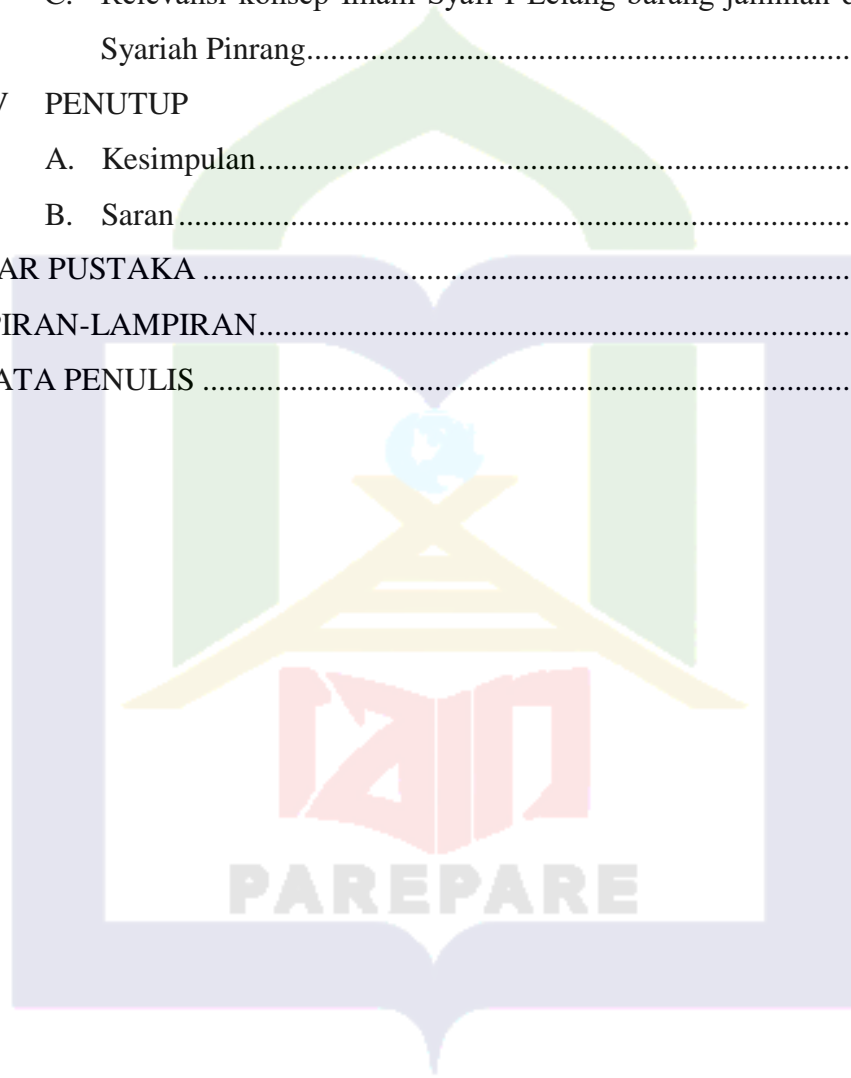 C. Relevansi konsep Imam Syafi'I Lelang barang jaminan d
Syariah Pinrang
V PENUTUP
A. Kesimpulan
B. Saran
AR PUSTAKA
PIRAN-LAMPIRAN
ATA PENULIS
iain
PAREPARE